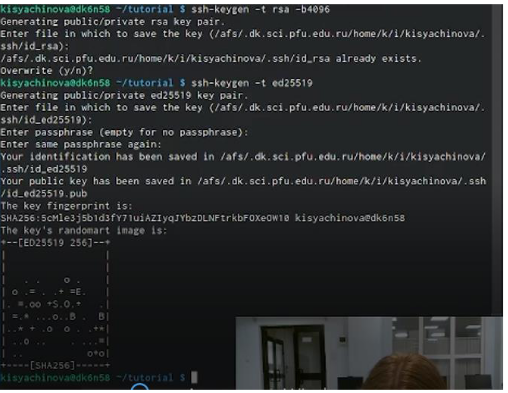 kisyachinova@dk6n58 ~/tutorial $ ssh-keygen -t rsa -b4096
Generating public/private rsa key pair.
Enter file in which to save the key (/afs/.dk.sci.pfu.edu.ru/home/k/i/kisyachinova/.
ssh/id_rsa):
/afs/.dk.sci.pfu.edu.ru/home/k/i/kisyachinova/.ssh/id_rsa already exists.
Overwrite (y/n)?
kisyachinova@dk6n58 ~/tutorial $ ssh-keygen -t ed25519
Generating public/private ed25519 key pair.
Enter file in which to save the key (/afs/.dk.sci.pfu.edu.ru/home/k/i/kisyachinova/.
ssh/id_ed25519):
Enter passphrase (empty for no passphrase):
Enter same passphrase again:
Your identification has been saved in /afs/.dk.sci.pfu.edu.ru/home/k/i/kisyachinova/
.ssh/id_ed25519
Your public key has been saved in /afs/.dk.sci.pfu.edu.ru/home/k/i/kisyachinova/.ssh
/id_ed25519.pub
The key fingerprint is:
SHA256:5cMle3j5b1d3fY71uiAZIyqJYbzDLNFtrkbFOXeOW10 kisyachinova@dk6n58
The key's randomart image is:
+--[ED25519 256]--+
|                 |
|                 |
|  . .    o .     |
| o .= . .+ =E.   |
|. =.oo +S.O.+   .|
| =.* ...o..B .  B|
|..* + .o  o . .+*|
| ..o ..    . ...=|
| ..           o+o|
+----[SHA256]-----+
kisyachinova@dk6n58 ~/tutorial $